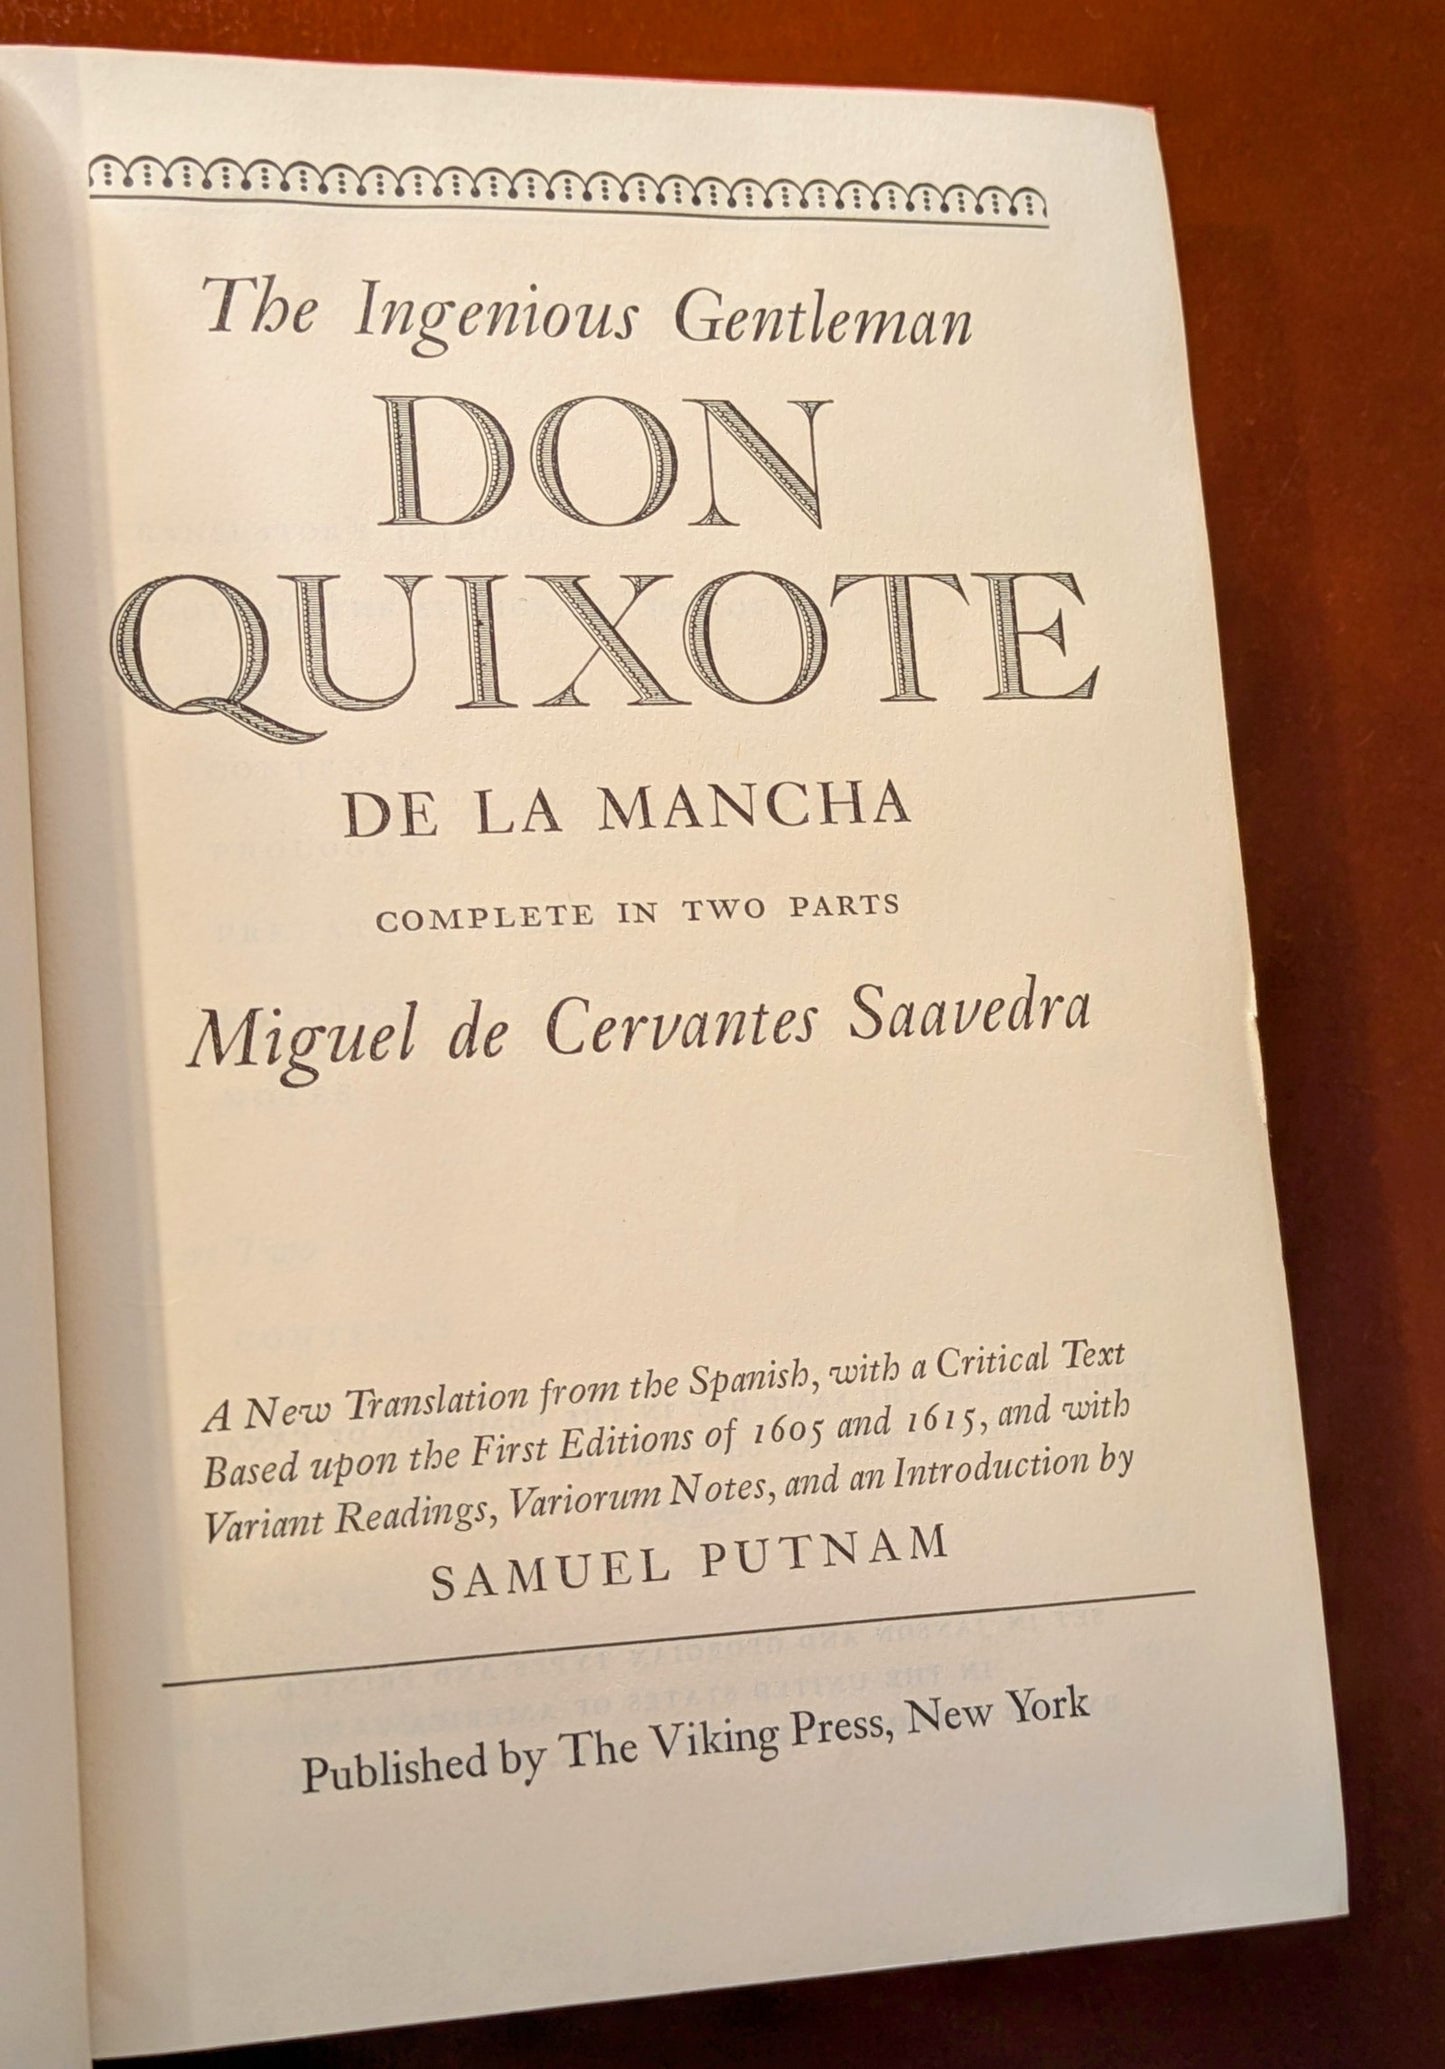 The Ingenious Gentleman
DON
QUIXOTE
DE LA MANCHA
COMPLETE IN TWO PARTS
Miguel de Cervantes Saavedra
A New Translation from the Spanish, with a Critical Text
Based upon the First Editions of 1605 and 1615, and with
Variant Readings, Variorum Notes, and an Introduction by
SAMUEL PUTNAM
Published by The Viking Press, New York